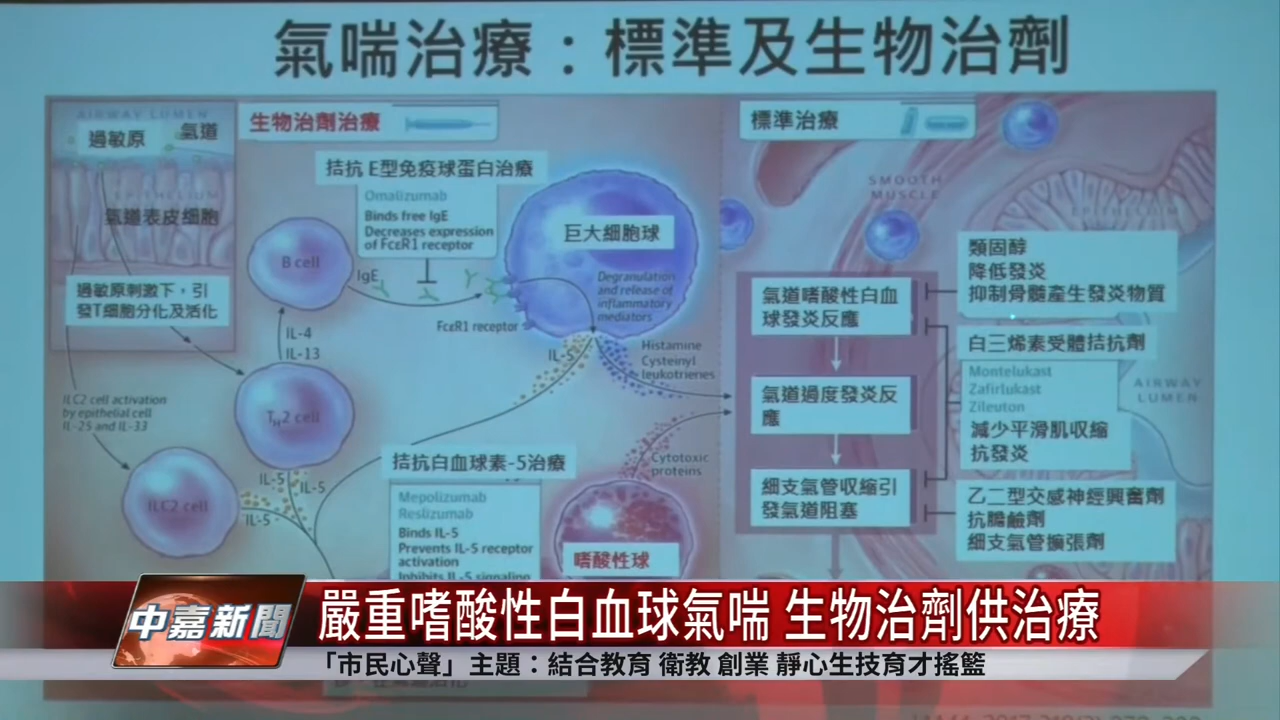 氣喘治療：標準及生物治劑
AIRWAY LUMEN
過敏原
氣道
EPITHELIUM
氣道表皮細胞
過敏原刺激下，引
發T細胞分化及活化
ILC2 cell activation
by epithelial cell
IL-25 and IL-33
生物治劑治療
拮抗 E型免疫球蛋白治療
Omalizumab
Binds free IgE
Decreases expression
of FcεR1 receptor
B cell
IgE
FcεR1 receptor
IL-4
IL-13
TH2 cell
IL-5
IL-5
IL-5
ILC2 cell
巨大細胞球
Degranulation
and release of
inflammatory
mediators
IL-5
Histamine
Cysteinyl
leukotrienes
Cytotoxic
proteins
拮抗白血球素-5治療
Mepolizumab
Reslizumab
Binds IL-5
Prevents IL-5 receptor
activation
Inhibits IL-5 signaling
嗜酸性球
標準治療
SMOOTH
MUSCLE
EPITHELIUM
氣道嗜酸性白血
球發炎反應
氣道過度發炎反
應
細支氣管收縮引
發氣道阻塞
類固醇
降低發炎
抑制骨髓產生發炎物質
白三烯素受體拮抗劑
Montelukast
Zafirlukast
Zileuton
減少平滑肌收縮
抗發炎
AIRWAY
LUMEN
乙二型交感神經興奮劑
抗膽鹼劑
細支氣管擴張劑
中嘉新聞
嚴重嗜酸性白血球氣喘 生物治劑供治療
「市民心聲」主題：結合教育 衛教 創業 靜心生技育才搖籃